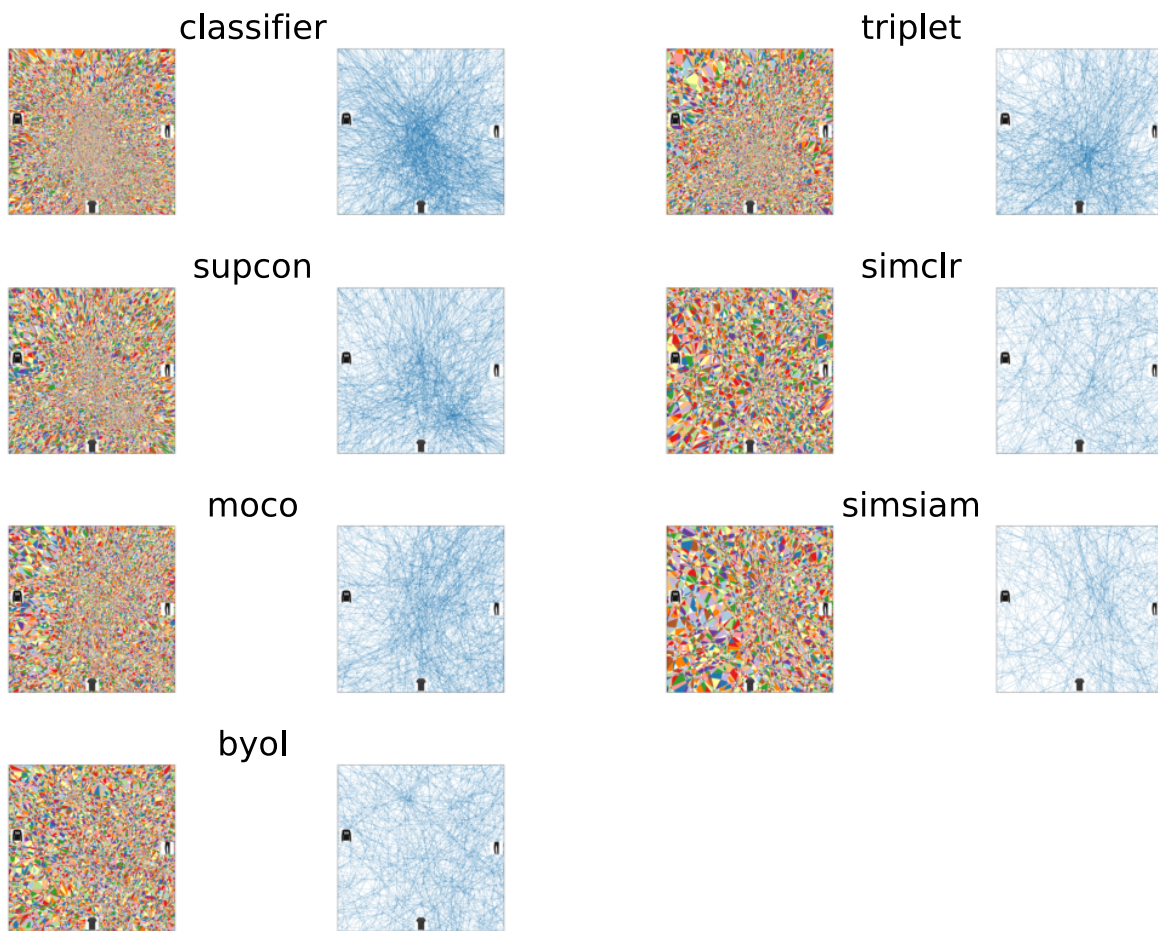 classifier
triplet
supcon
simclr
moco
simsiam
byol